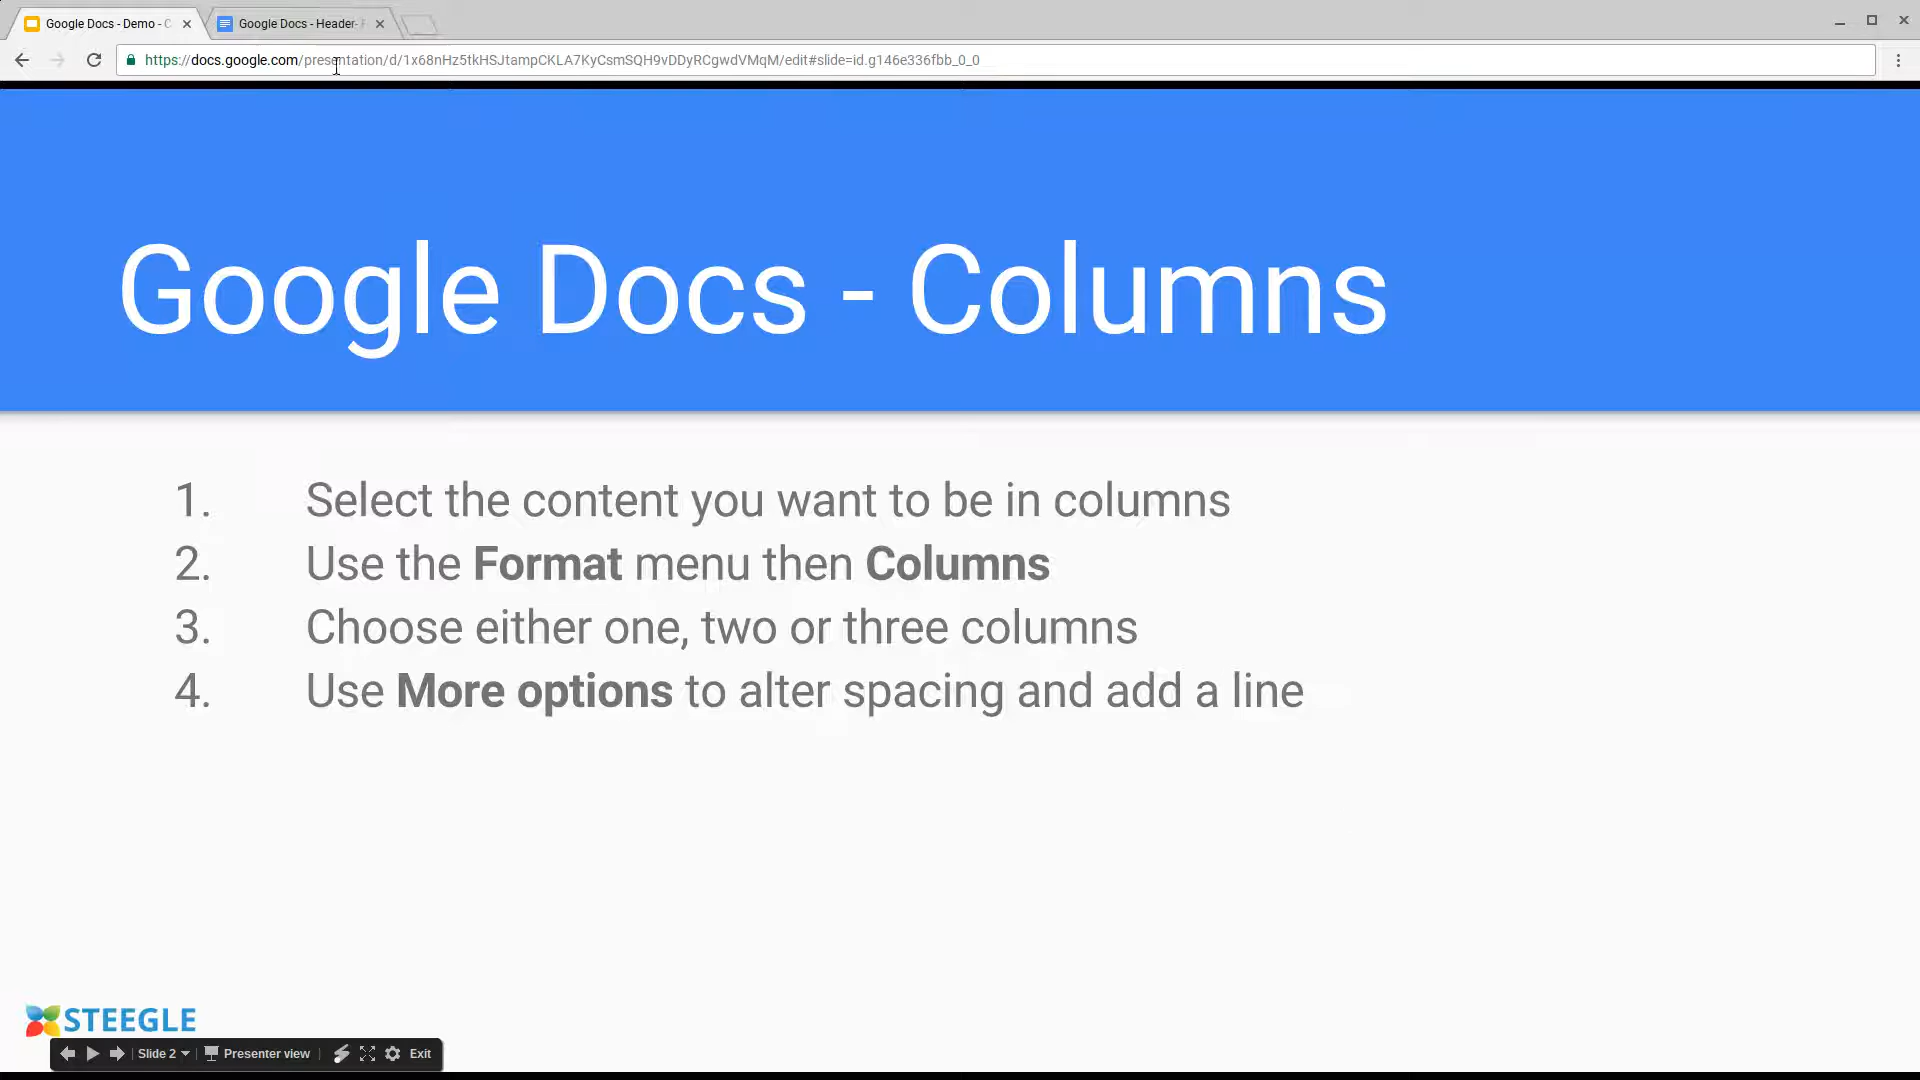 Google Docs - Demo - C
Google Docs - Header-
https://docs.google.com/presentation/d/1x68nHz5tkHSJtampCKLA7KyCsmSQH9vDDyRCgwdVMqM/edit#slide=id.g146e336fbb_0_0
Google Docs - Columns
1. Select the content you want to be in columns
2. Use the Format menu then Columns
3. Choose either one, two or three columns
4. Use More options to alter spacing and add a line
STEEGLE
Slide 2 Presenter view Exit